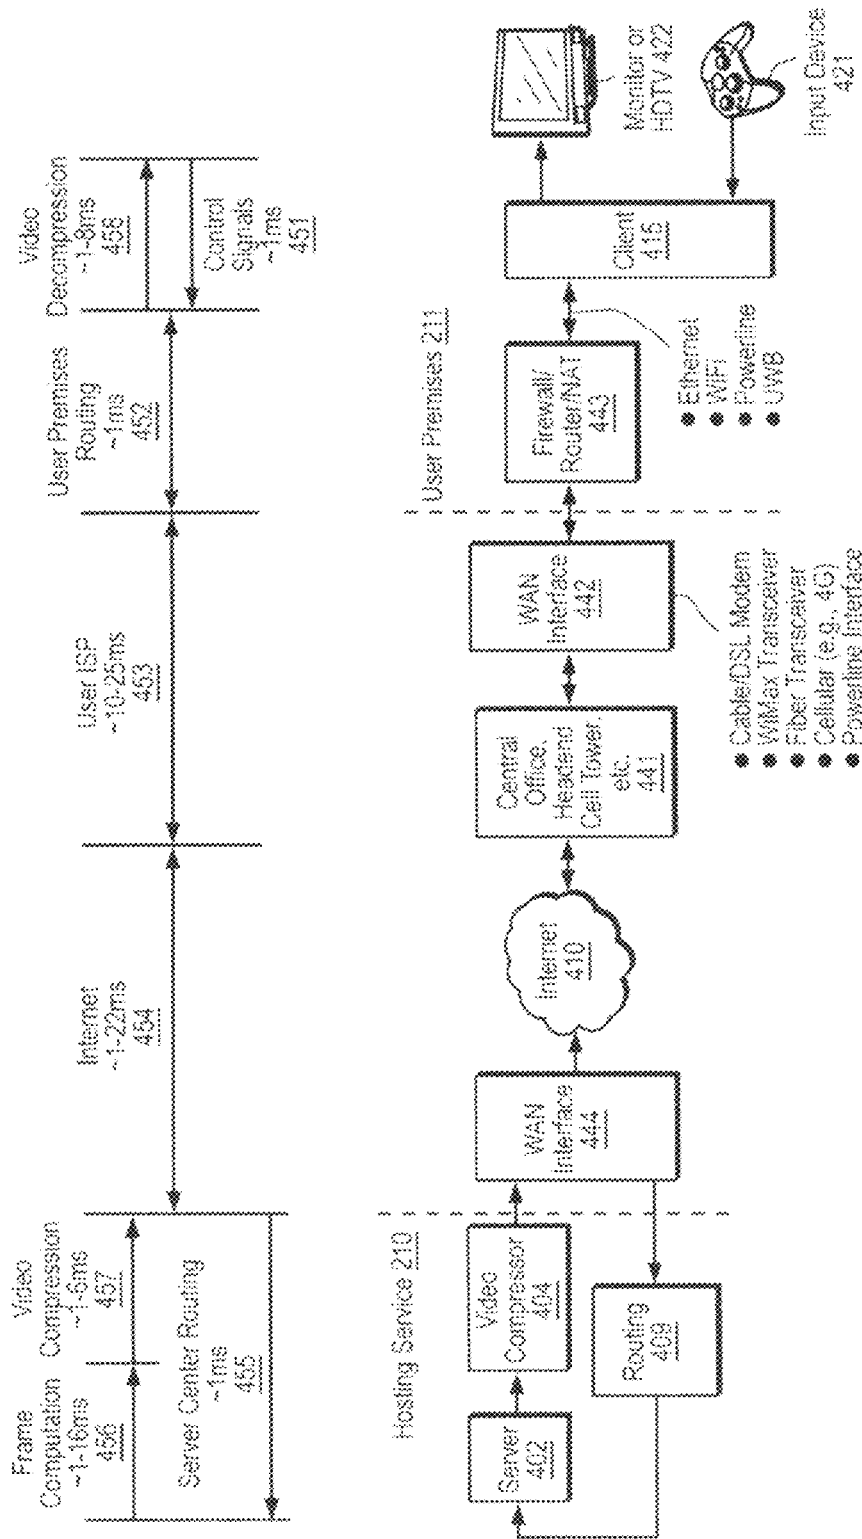 Frame
Computation
~1-16ms
456
Video
Compression
~1-6ms
457
Server Center Routing
~1ms
455
Internet
~1-22ms
454
User ISP
~10-25ms
453
User Premises
Routing
~1ms
452
Video
Decompression
~1-8ms
458
Control
Signals
~1ms
451
Hosting Service 210
Server
402
Video
Compressor
404
Routing
409
WAN
Interface
444
Internet
410
Central
Office,
Headend
Cell Tower,
etc.
441
WAN
Interface
442
Cable/DSL Modem
WiMax Transceiver
Fiber Transceiver
Cellular (e.g., 4G)
Powerline Interface
User Premises 211
Firewall/
Router/NAT
443
Ethernet
WiFi
Powerline
UWB
Client
415
Monitor or
HDTV 422
Input Device
421